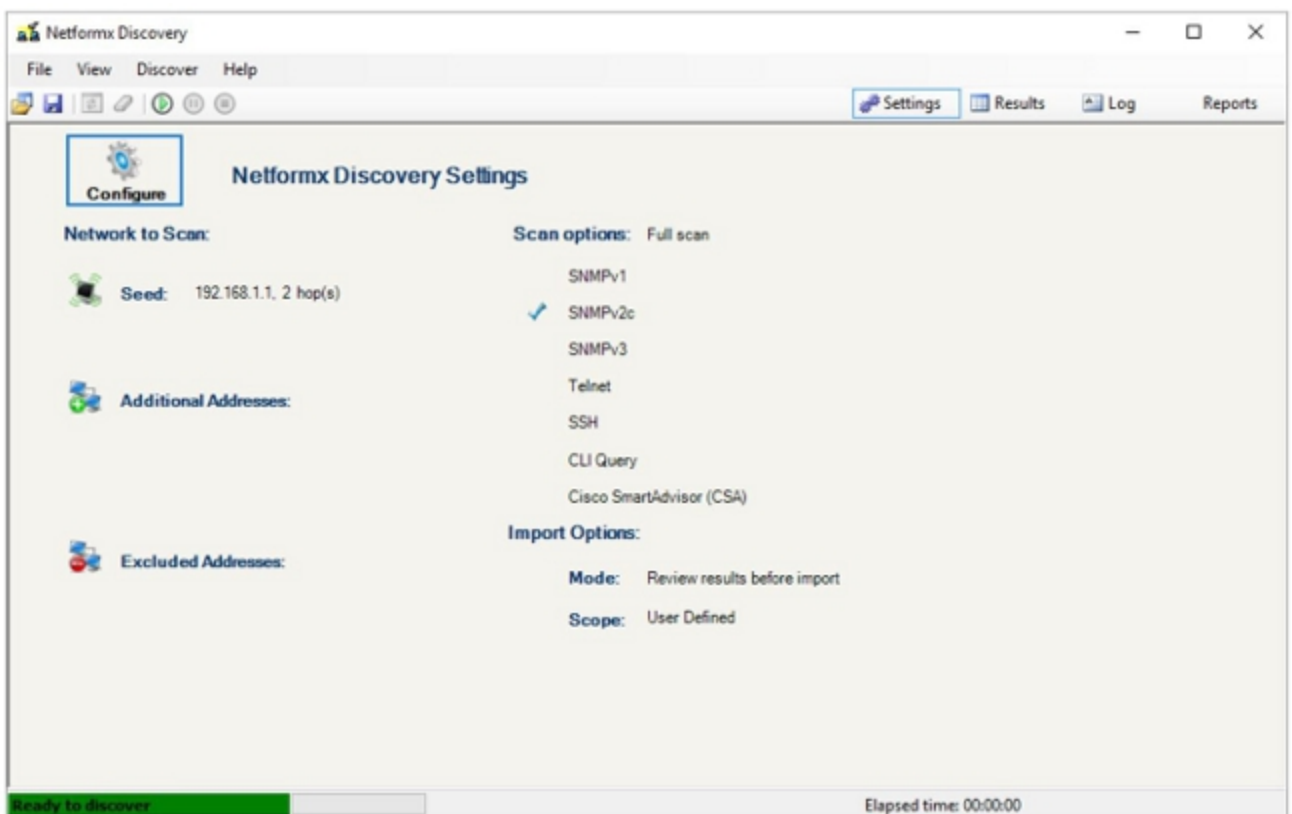 Netformx Discovery
File View Discover Help
Settings Results Log Reports
Configure
Netformx Discovery Settings
Network to Scan:
Scan options: Full scan
SNMPv1
Seed: 192.168.1.1, 2 hop(s)
SNMPv2c
SNMPv3
Telnet
Additional Addresses:
SSH
CLI Query
Cisco SmartAdvisor (CSA)
Import Options:
Excluded Addresses:
Mode: Review results before import
Scope: User Defined
Ready to discover
Elapsed time: 00:00:00